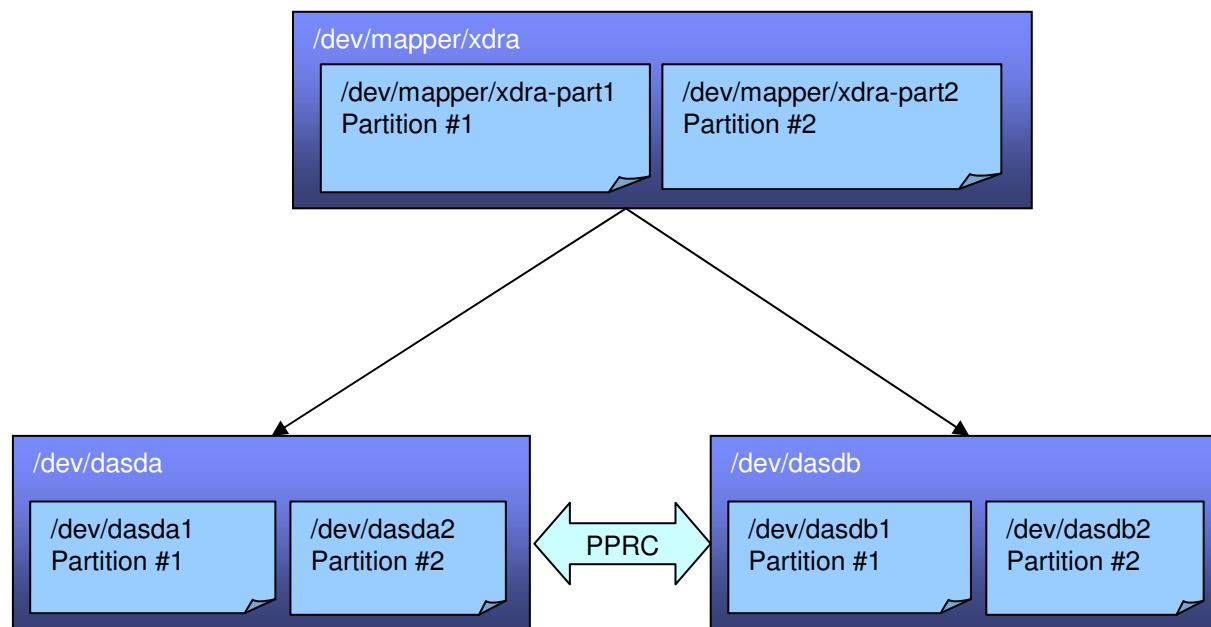 /dev/mapper/xdra
/dev/mapper/xdra-part1
Partition #1
/dev/mapper/xdra-part2
Partition #2
/dev/dasda
/dev/dasda1
Partition #1
/dev/dasda2
Partition #2
PPRC
/dev/dasdb
/dev/dasdb1
Partition #1
/dev/dasdb2
Partition #2